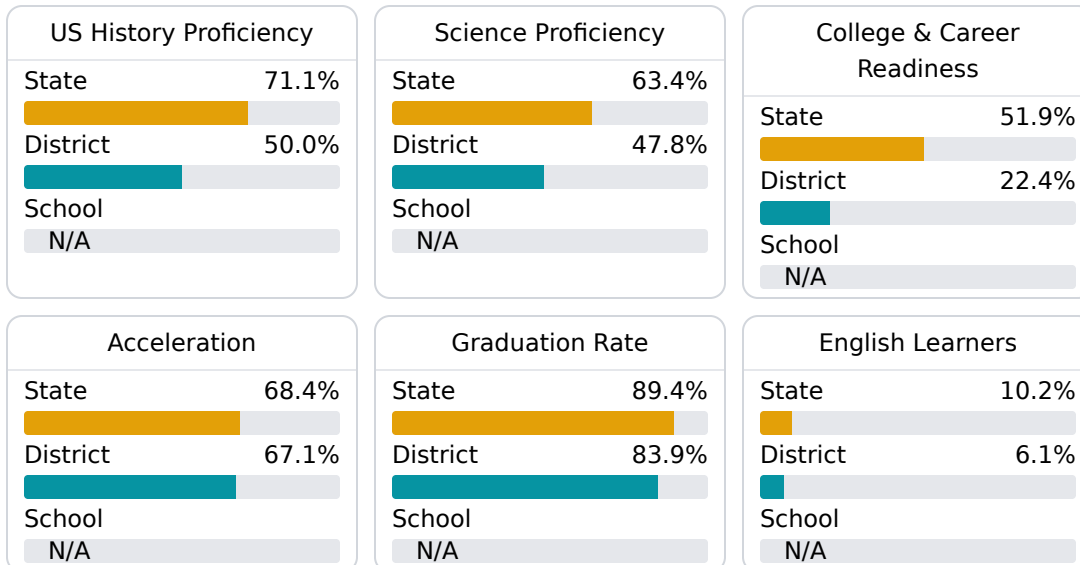 US History Proficiency
State 71.1%
District 50.0%
School
N/A
Science Proficiency
State 63.4%
District 47.8%
School
N/A
College & Career
Readiness
State 51.9%
District 22.4%
School
N/A
Acceleration
State 68.4%
District 67.1%
School
N/A
Graduation Rate
State 89.4%
District 83.9%
School
N/A
English Learners
State 10.2%
District 6.1%
School
N/A